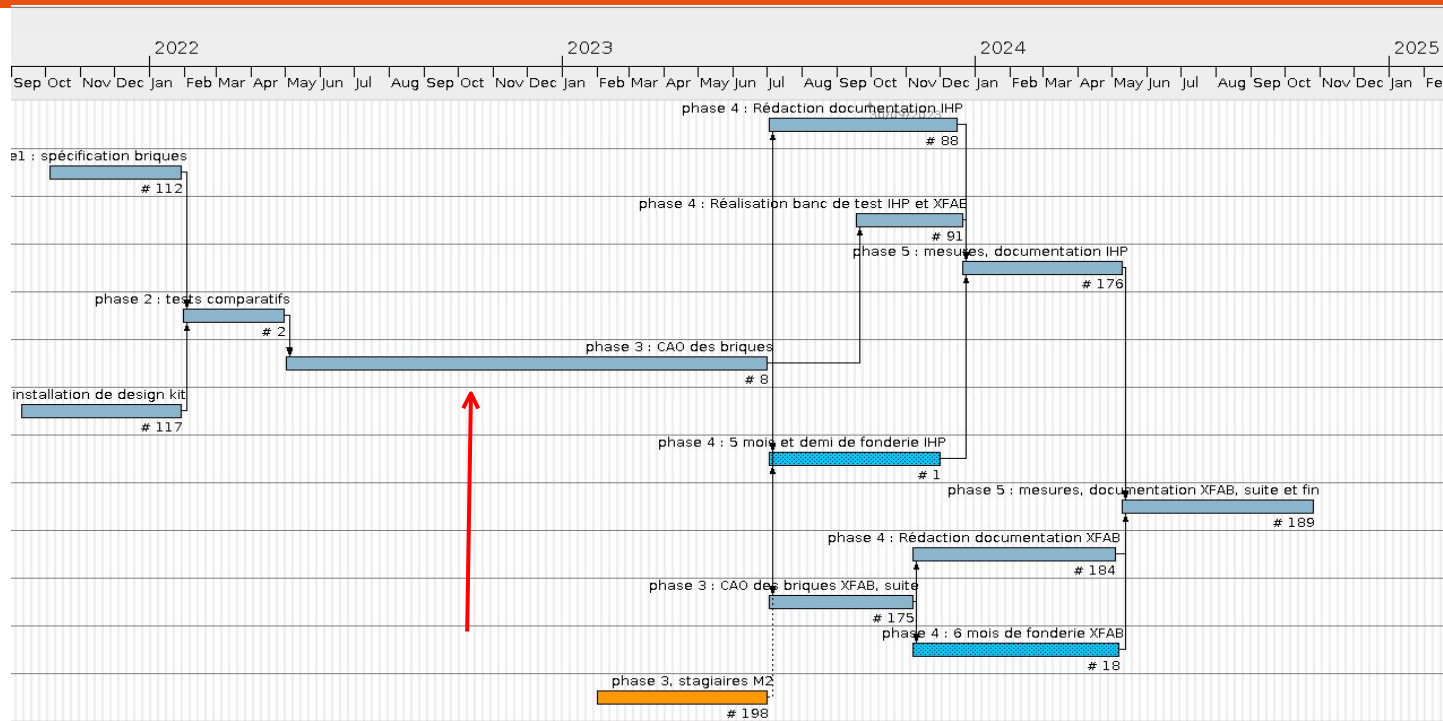 2022 2023 2024 2025
Sep Oct Nov Dec Jan Feb Mar Apr May Jun Jul Aug Sep Oct Nov Dec Jan Feb Mar Apr May Jun Jul Aug Sep Oct Nov Dec Jan Feb Mar Apr May Jun Jul Aug Sep Oct Nov Dec Jan Fe
phase 4 : Rédaction documentation IHP
30/09/2023
# 88
e1 : spécification briques
# 112
phase 4 : Réalisation banc de test IHP et XFAB
# 91
phase 5 : mesures, documentation IHP
# 176
phase 2 : tests comparatifs
# 2
phase 3 : CAO des briques
# 8
installation de design kit
# 117
phase 4 : 5 mois et demi de fonderie IHP
# 1
phase 5 : mesures, documentation XFAB, suite et fin
# 189
phase 4 : Rédaction documentation XFAB
# 184
phase 3 : CAO des briques XFAB, suite
# 175
phase 4 : 6 mois de fonderie XFAB
# 18
phase 3, stagiaires M2
# 198